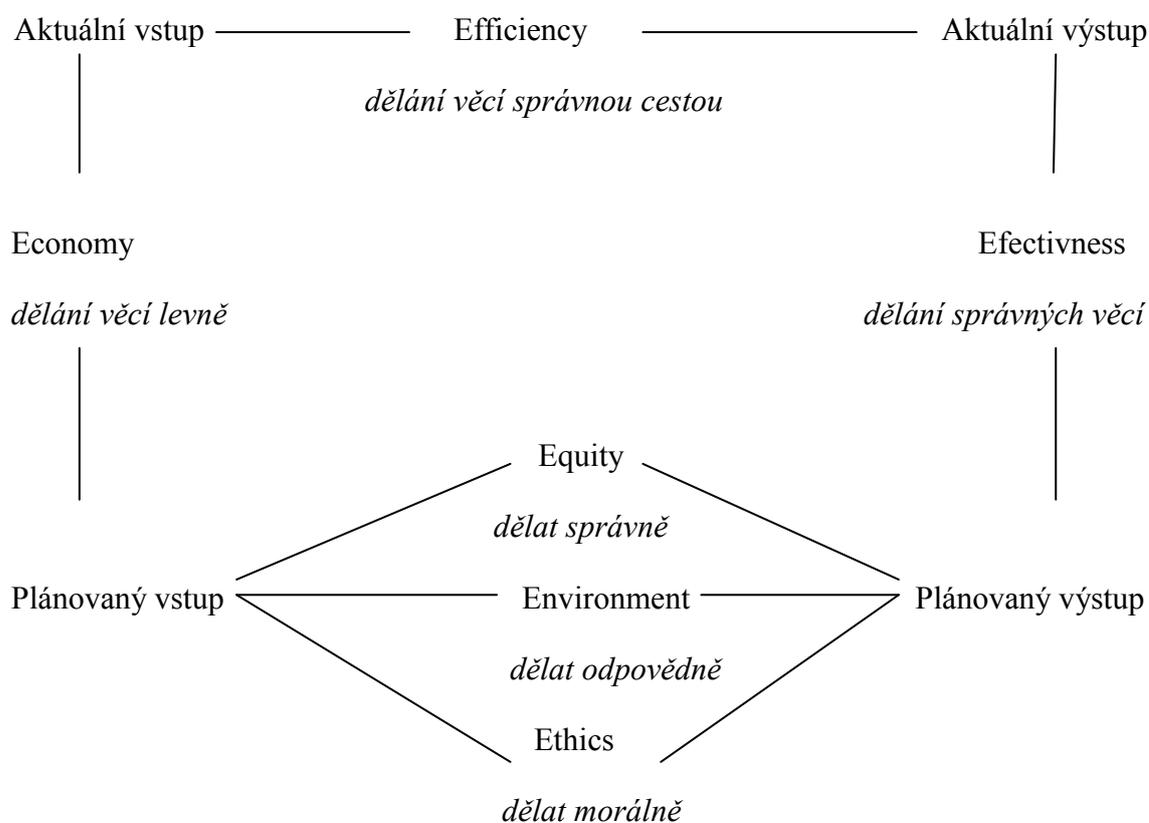 Aktuální vstup Efficiency Aktuální výstup
dělání věcí správnou cestou
Economy Efectivness
dělání věcí levně dělání správných věcí
Equity
dělat správně
Plánovaný vstup Environment Plánovaný výstup
dělat odpovědně
Ethics
dělat morálně